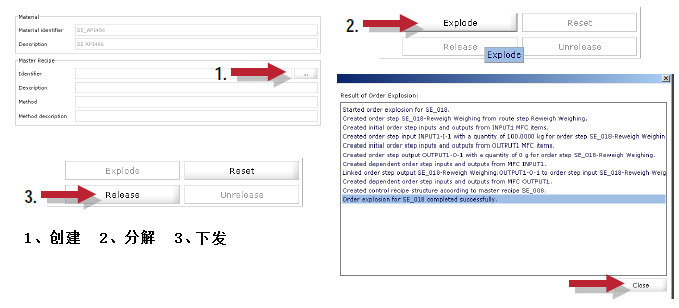 Material
Material identifier
SE_API406
Description
SE API406
Master Recipe
Identifier
...
1.
Description
Method
Method description
2.
Explode
Reset
Release
Unrelease
Explode
Result of Order Explosion:
Started order explosion for SE_018.
Created order step SE_018-Reweigh Weighing from route step Reweigh Weighing.
Created initial order step inputs and outputs from INPUT1 MFC items.
Created order step input INPUT1-I-1 with a quantity of 100.0000 kg for order step SE_018-Reweigh Weighin
Created initial order step inputs and outputs from OUTPUT1 MFC items.
Created order step output OUTPUT1-O-1 with a quantity of 0 g for order step SE_018-Reweigh Weighing.
Created dependent order step inputs and outputs from MFC INPUT1.
Linked order step output SE_018-Reweigh Weighing.OUTPUT1-O-1 to order step input SE_018-Reweigh Weig
Created dependent order step inputs and outputs from MFC OUTPUT1.
Created control recipe structure according to master recipe SE_008.
Order explosion for SE_018 completed successfully.
Close
Explode
Reset
3.
Release
Unrelease
1、创建 2、分解 3、下发